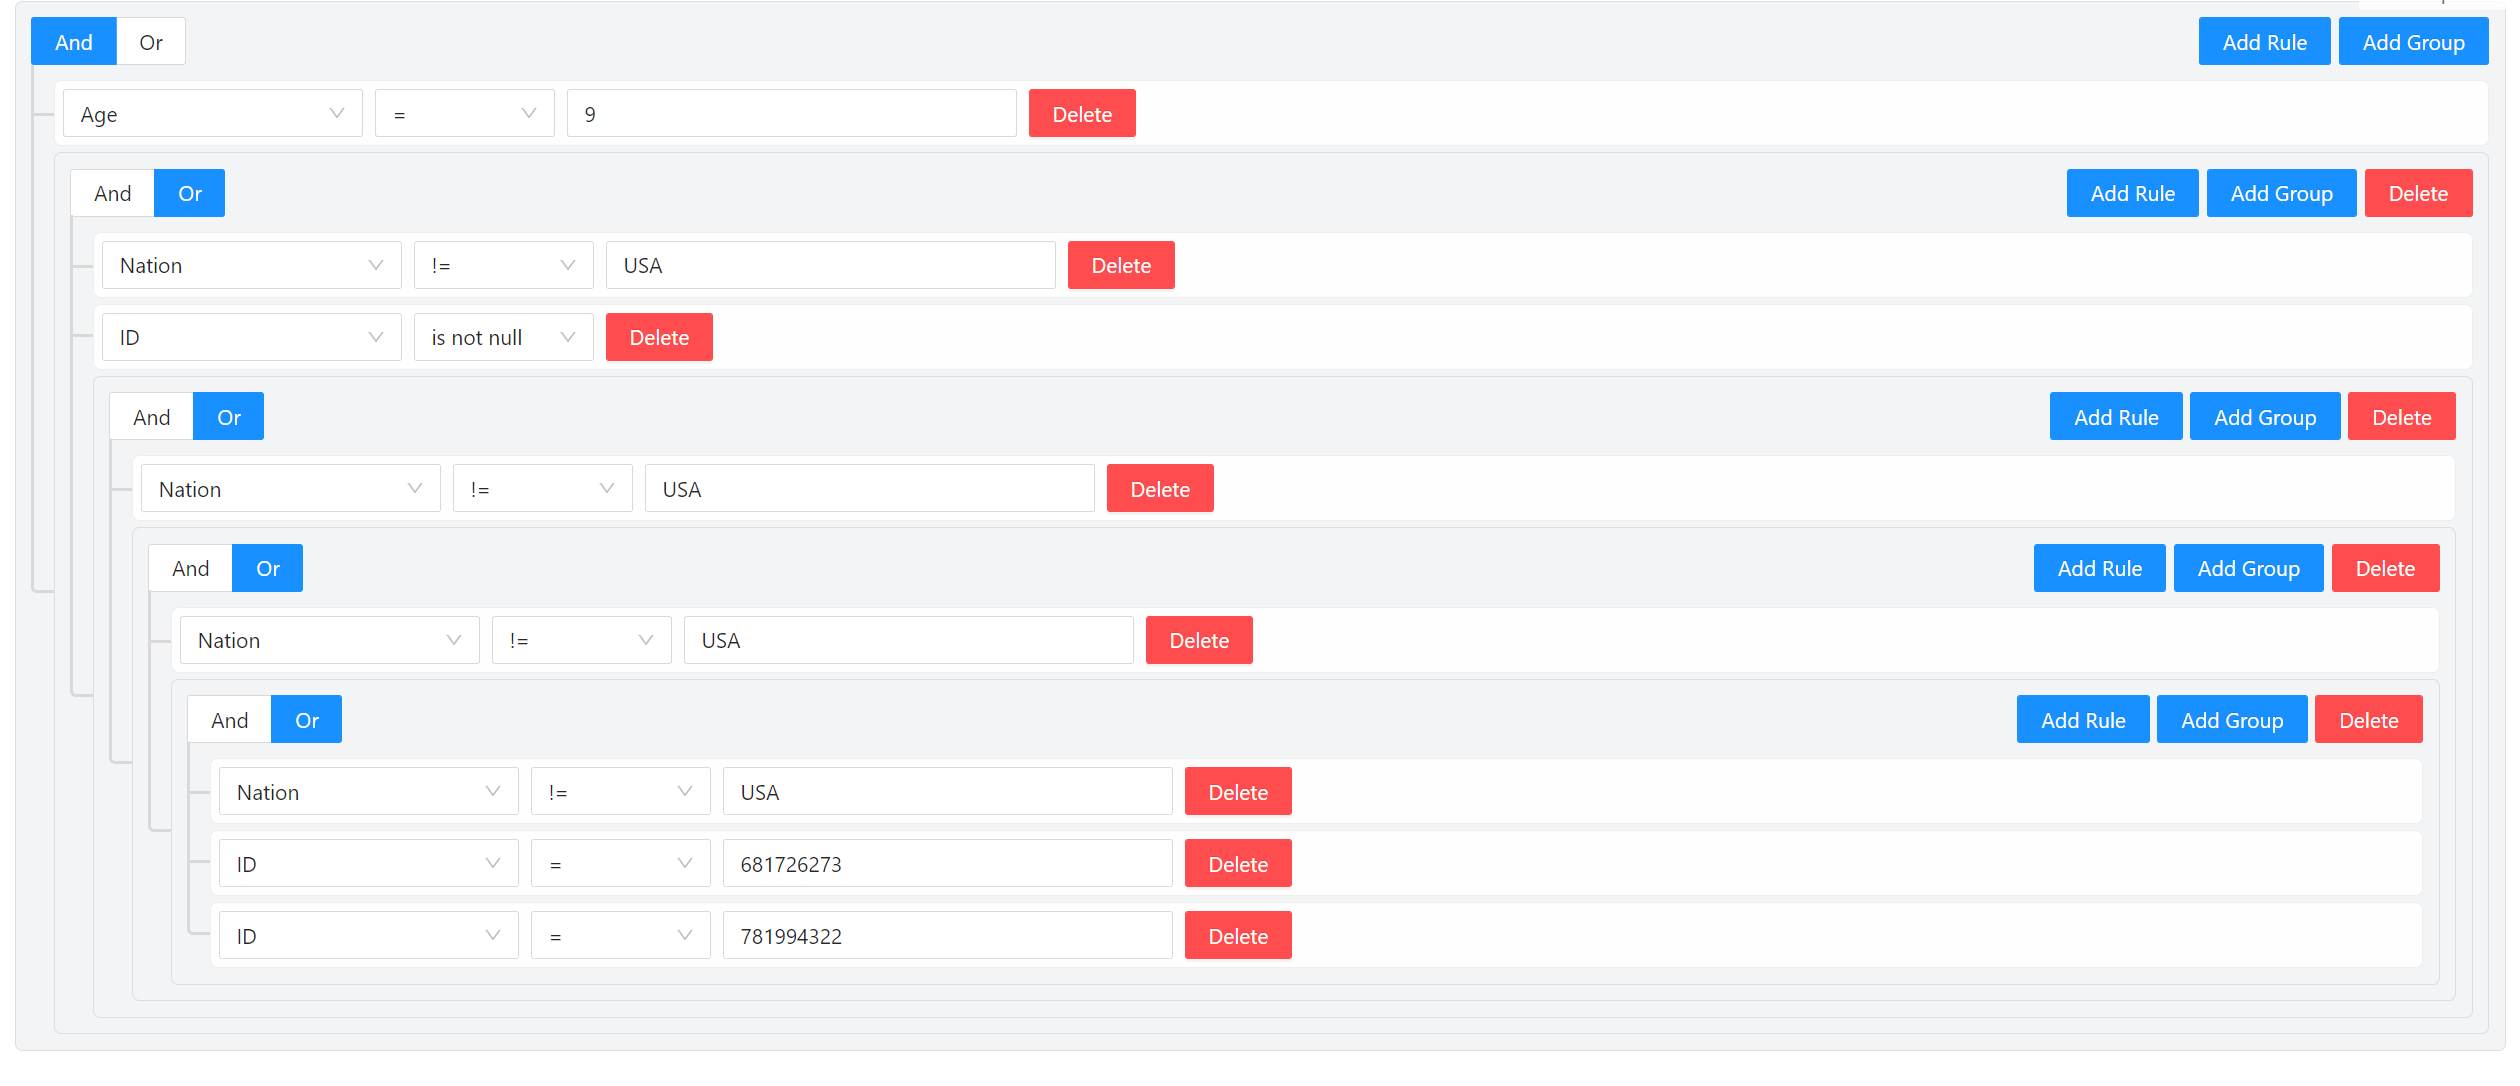 And Or Add Rule Add Group
Age = 9 Delete
And Or Add Rule Add Group Delete
Nation != USA Delete
ID is not null Delete
And Or Add Rule Add Group Delete
Nation != USA Delete
And Or Add Rule Add Group Delete
Nation != USA Delete
And Or Add Rule Add Group Delete
Nation != USA Delete
ID = 681726273 Delete
ID = 781994322 Delete